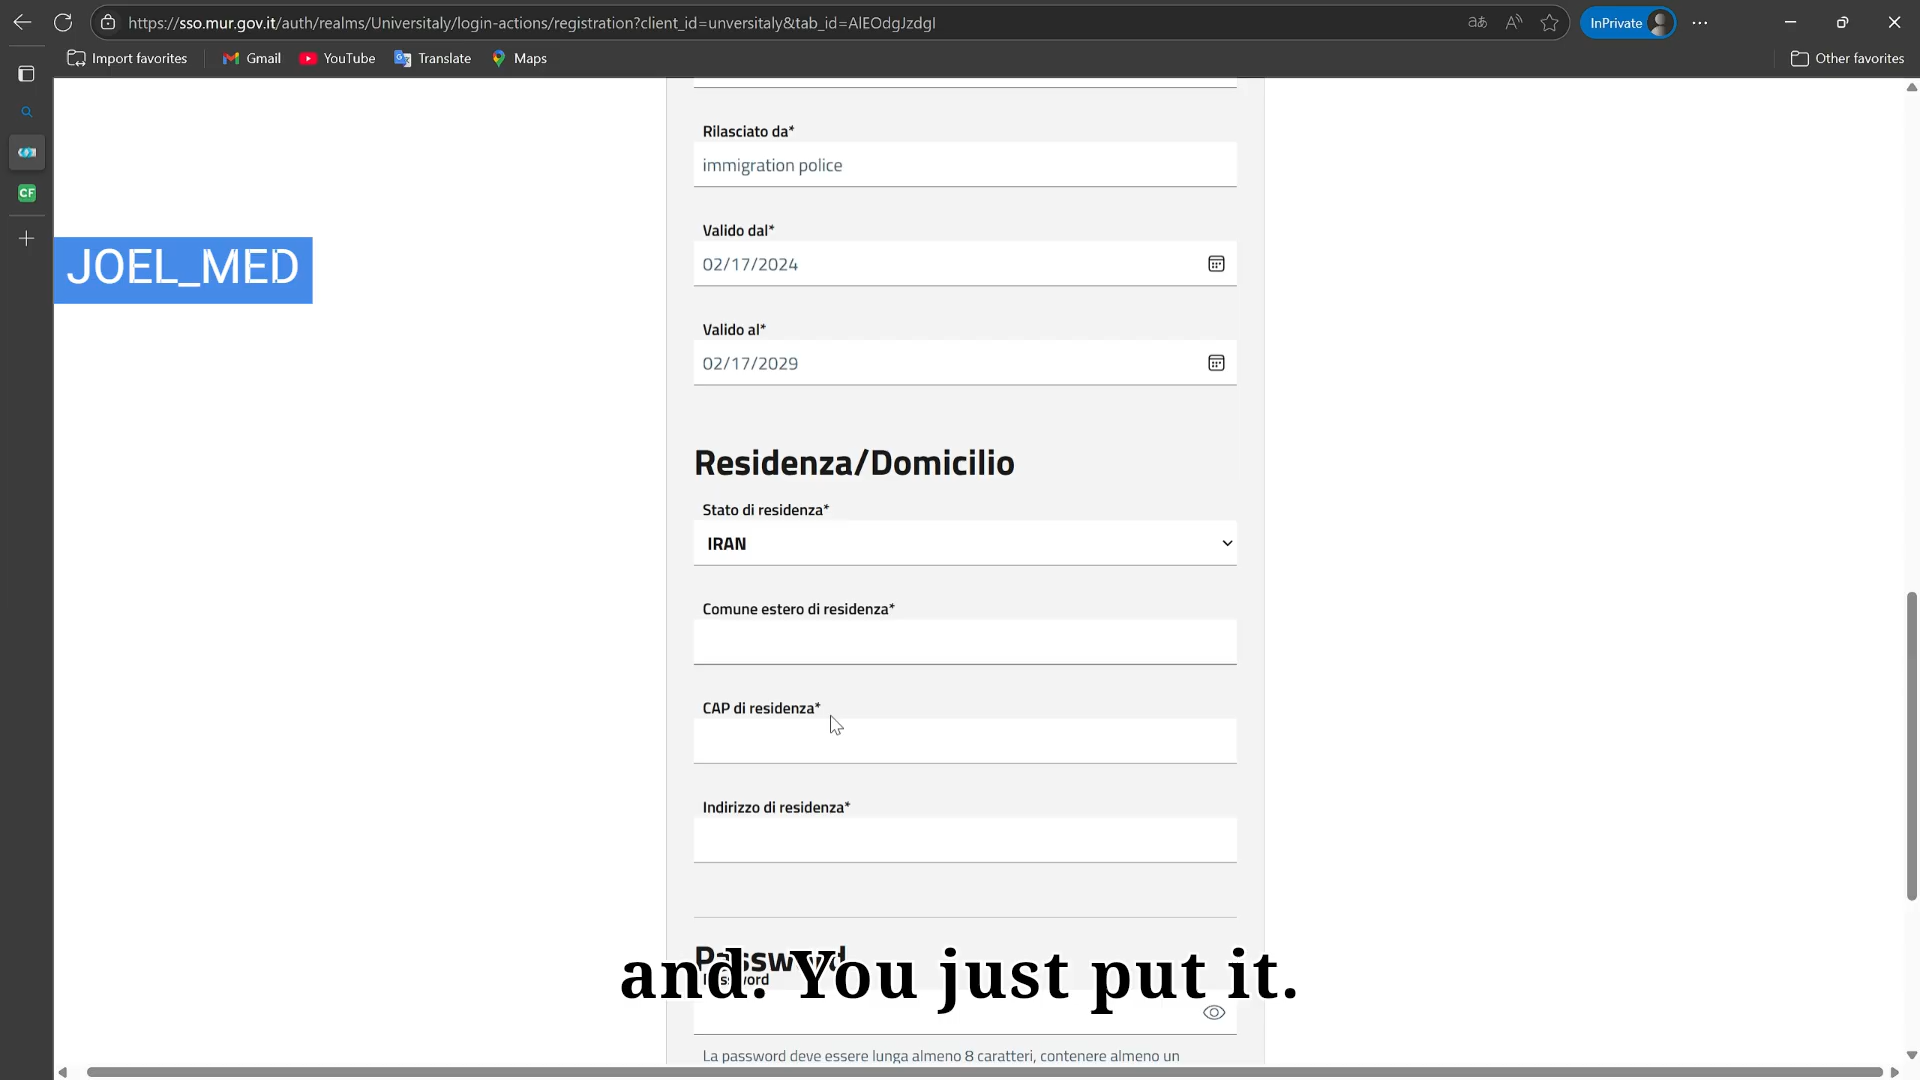 https://sso.mur.gov.it/auth/realms/Universitaly/login-actions/registration?client_id=unversitaly&tab_id=AlEOdgJzdgI
InPrivate
Import favorites
Gmail
YouTube
Translate
Maps
Other favorites
CF
JOEL_MED
Rilasciato da*
immigration police
Valido dal*
02/17/2024
Valido al*
02/17/2029
Residenza/Domicilio
Stato di residenza*
IRAN
Comune estero di residenza*
CAP di residenza*
Indirizzo di residenza*
Password
Password
and. You just put it.
La password deve essere lunga almeno 8 caratteri, contenere almeno un